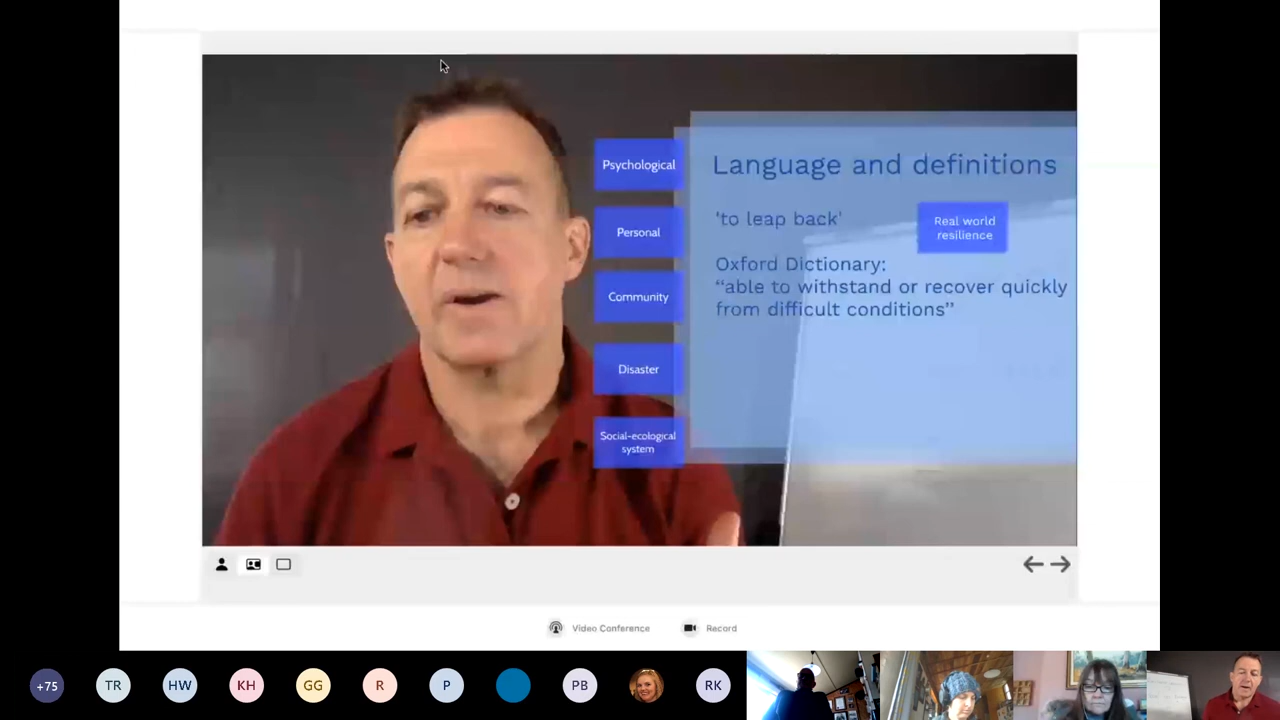 Psychological
Personal
Community
Disaster
Social-ecological
system
Language and definitions
'to leap back'
Real world
resilience
Oxford Dictionary:
“able to withstand or recover quickly
from difficult conditions”
Video Conference
Record
+75
TR
HW
KH
GG
R
P
PB
RK